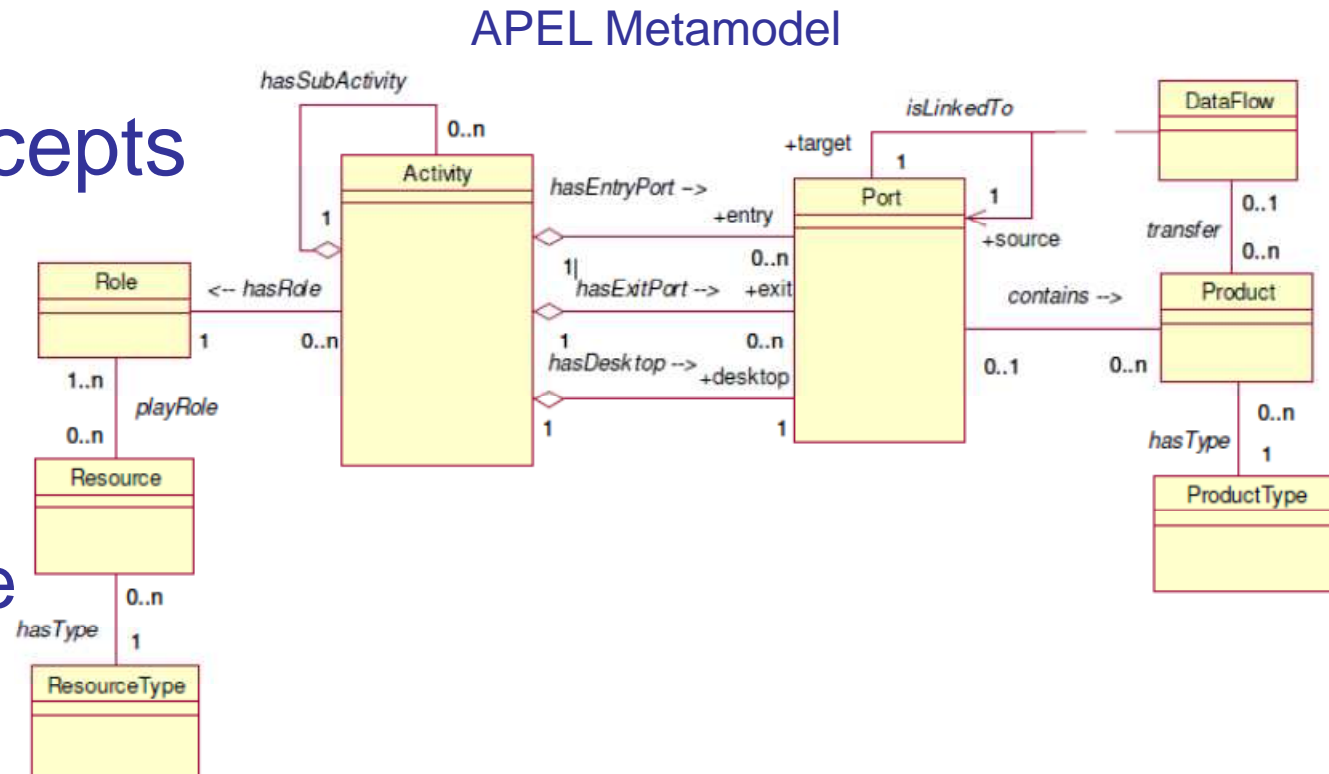 APEL Metamodel
cepts
e
hasSubActivity
0..n
1
Activity
hasEntryPort –>
+entry
1|
0..n
hasExitPort –>
+exit
1
0..n
hasDesktop –>
+desktop
1
1
<-- hasRole
1
0..n
Role
1..n
playRole
0..n
Resource
0..n
hasType
1
ResourceType
isLinkedTo
+target
1
Port
1
+source
DataFlow
0..1
transfer
0..n
contains –>
0..1
0..n
Product
0..n
hasType
1
ProductType